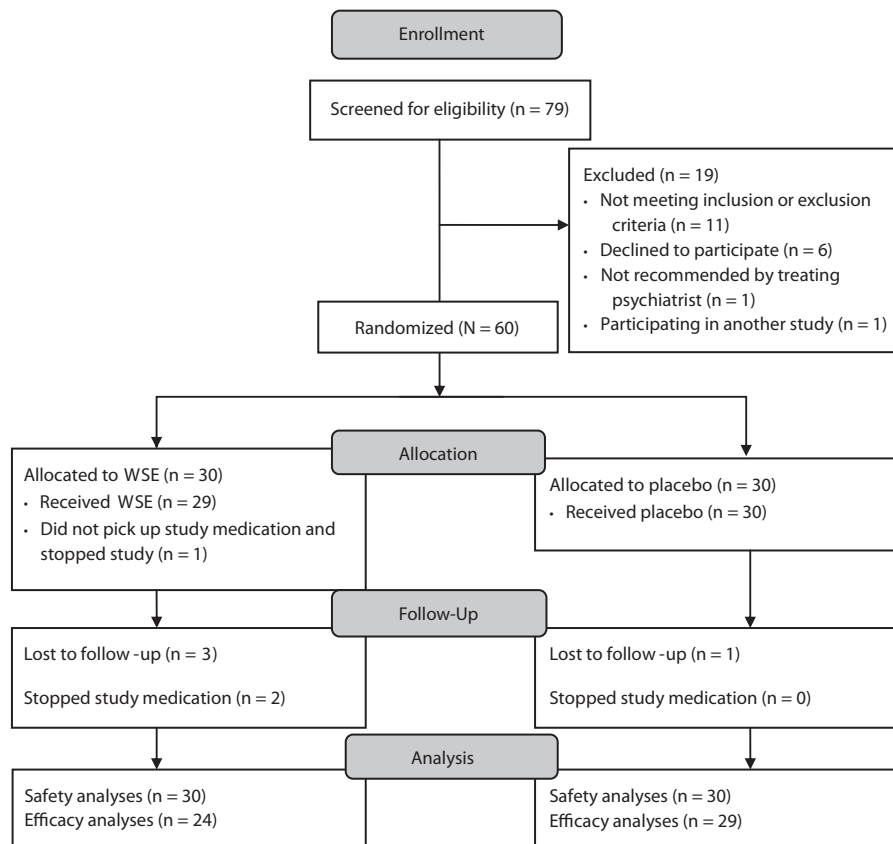 Enrollment
Screened for eligibility (n = 79)
Excluded (n = 19)
• Not meeting inclusion or exclusion
criteria (n = 11)
• Declined to participate (n = 6)
• Not recommended by treating
psychiatrist (n = 1)
• Participating in another study (n = 1)
Randomized (N = 60)
Allocation
Allocated to WSE (n = 30)
• Received WSE (n = 29)
• Did not pick up study medication and
stopped study (n = 1)
Allocated to placebo (n = 30)
• Received placebo (n = 30)
Follow-Up
Lost to follow -up (n = 3)
Stopped study medication (n = 2)
Lost to follow -up (n = 1)
Stopped study medication (n = 0)
Analysis
Safety analyses (n = 30)
Efficacy analyses (n = 24)
Safety analyses (n = 30)
Efficacy analyses (n = 29)